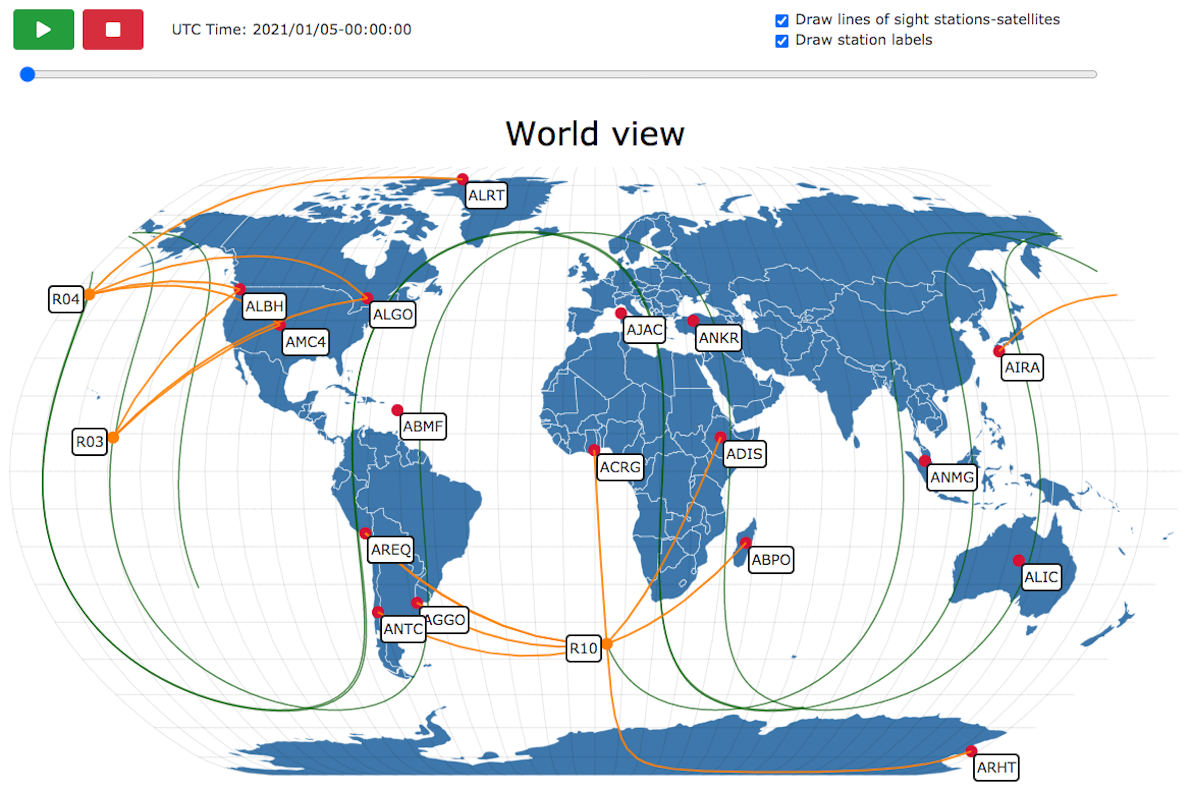 UTC Time: 2021/01/05-00:00:00
Draw lines of sight stations-satellites
Draw station labels
World view
ALRT
R04
ALBH
ALGO
AMC4
AJAC
ANKR
AIRA
ABMF
R03
ADIS
ACRG
ANMG
AREQ
ABPO
ALIC
AGGO
ANTC
R10
ARHT